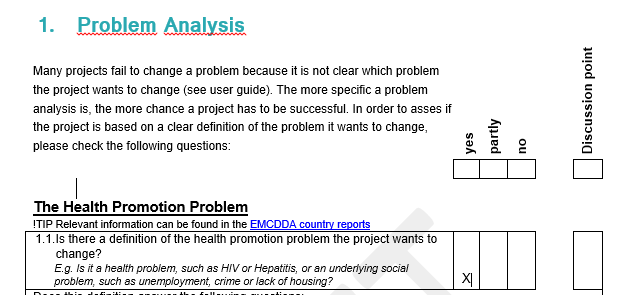 1. Problem Analysis
Many projects fail to change a problem because it is not clear which problem
the project wants to change (see user guide). The more specific a problem
analysis is, the more chance a project has to be successful. In order to asses if
the project is based on a clear definition of the problem it wants to change,
please check the following questions:
yes
partly
no
Discussion point
The Health Promotion Problem
!TIP Relevant information can be found in the EMCDDA country reports
1.1.Is there a definition of the health promotion problem the project wants to
change?
E.g. Is it a health problem, such as HIV or Hepatitis, or an underlying social
problem, such as unemployment, crime or lack of housing?
X
Does this definition answer the following questions: